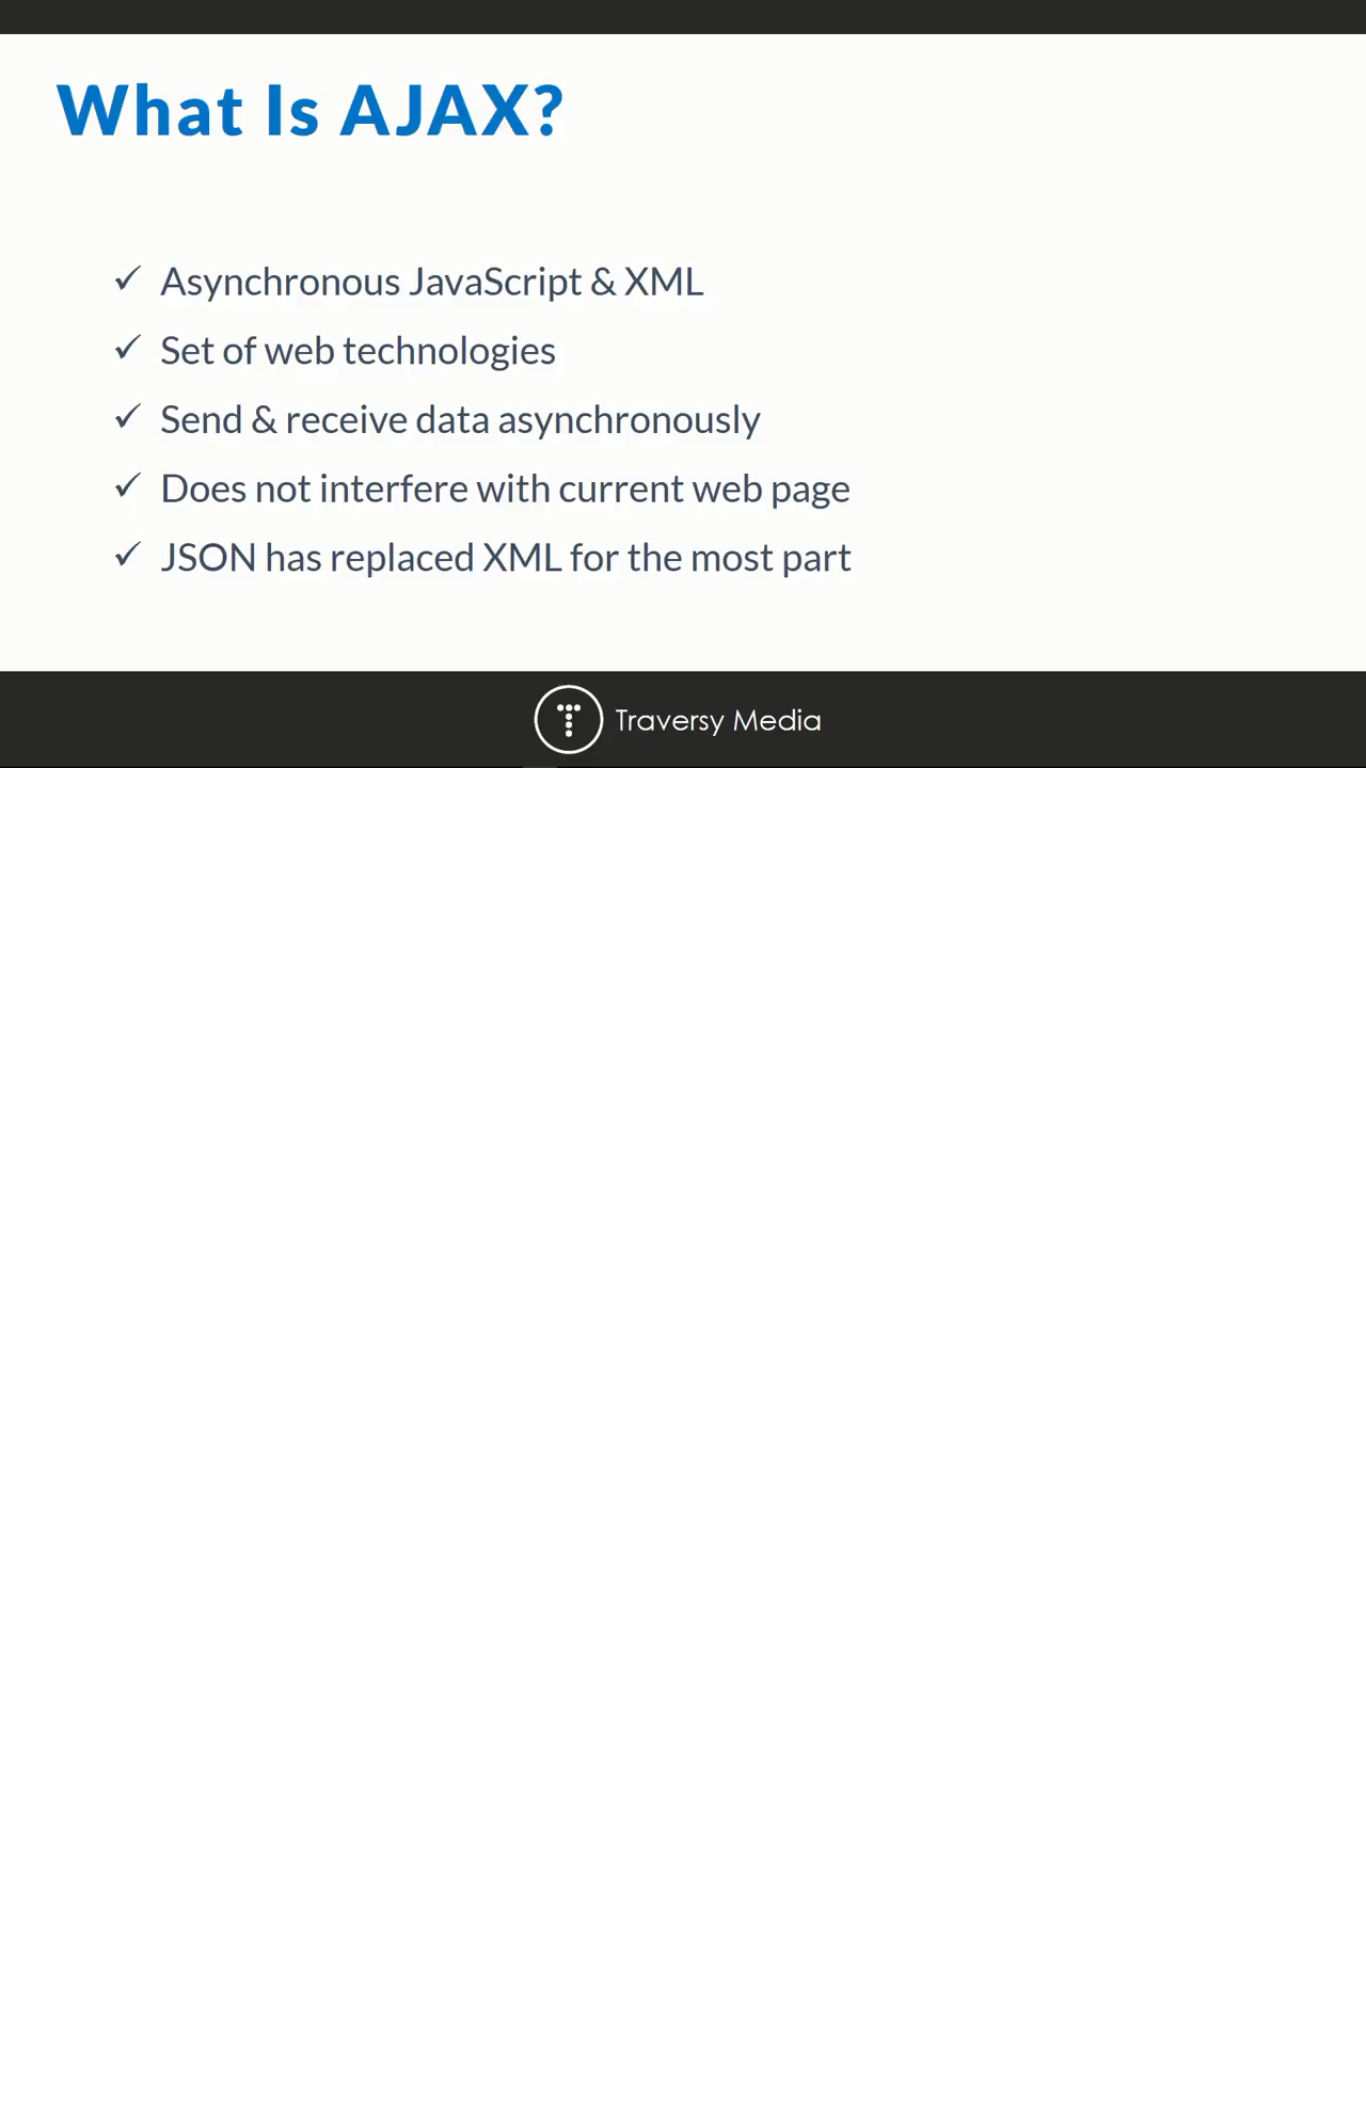 What Is AJAX?
✓ Asynchronous JavaScript & XML
✓ Set of web technologies
✓ Send & receive data asynchronously
✓ Does not interfere with current web page
✓ JSON has replaced XML for the most part
Traversy Media